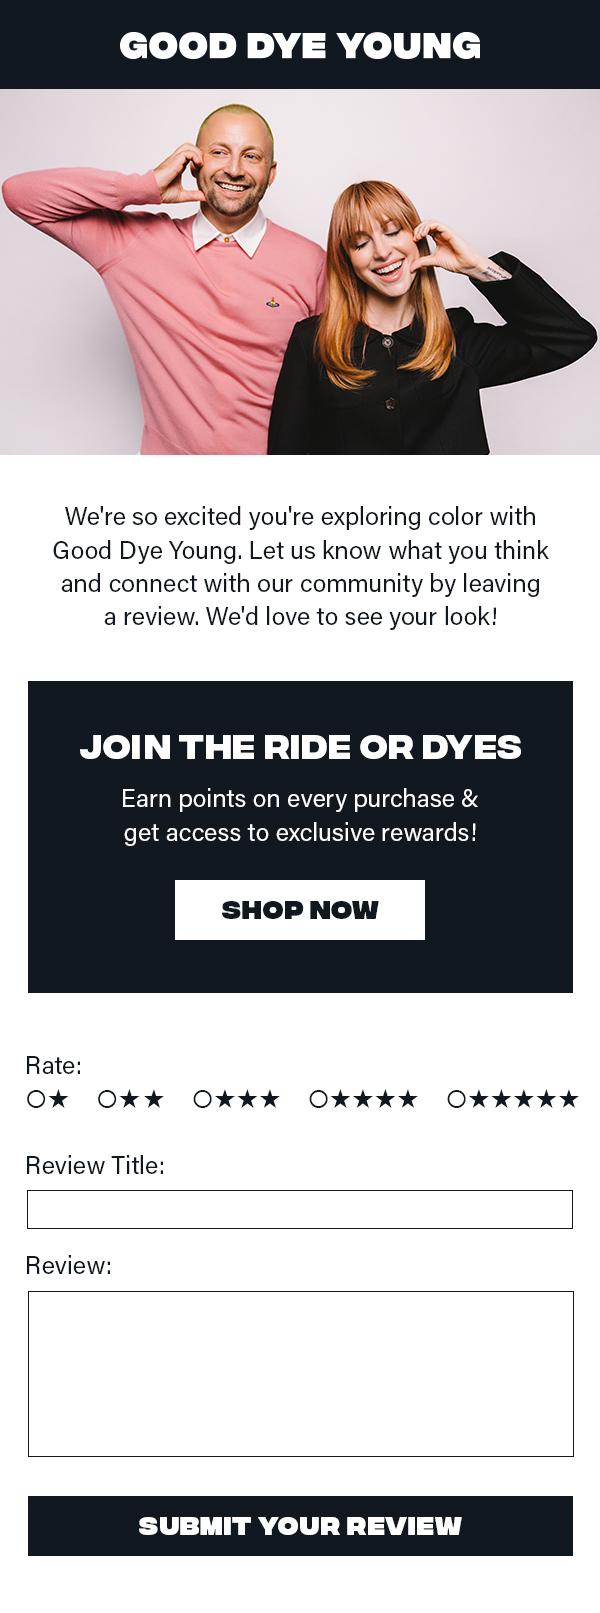 GOOD DYE YOUNG
We're so excited you're exploring color with
Good Dye Young. Let us know what you think
and connect with our community by leaving
a review. We'd love to see your look!
JOIN THE RIDE OR DYES
Earn points on every purchase &
get access to exclusive rewards!
SHOP NOW
Rate:
★ ★★ ★★★ ★★★★ ★★★★★
Review Title:
Review:
SUBMIT YOUR REVIEW